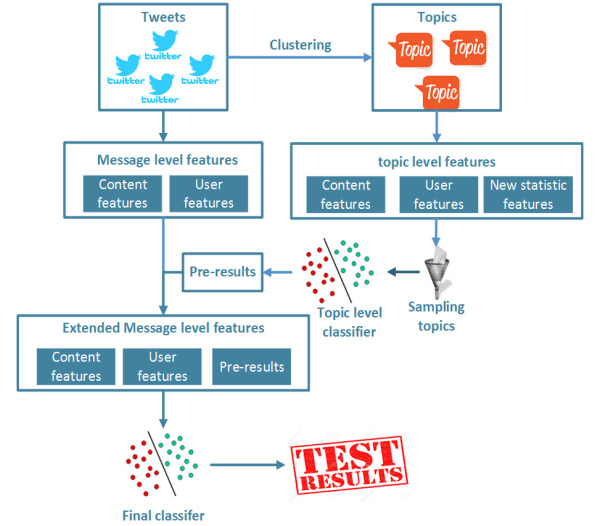 Tweets
twitter
twitter
twitter
twitter
Clustering
Topics
Topic
Topic
Topic
Message level features
Content
features
User
features
topic level features
Content
features
User
features
New statistic
features
Pre-results
Topic level
classifier
Sampling
topics
Extended Message level features
Content
features
User
features
Pre-results
Final classifer
TEST
RESULTS